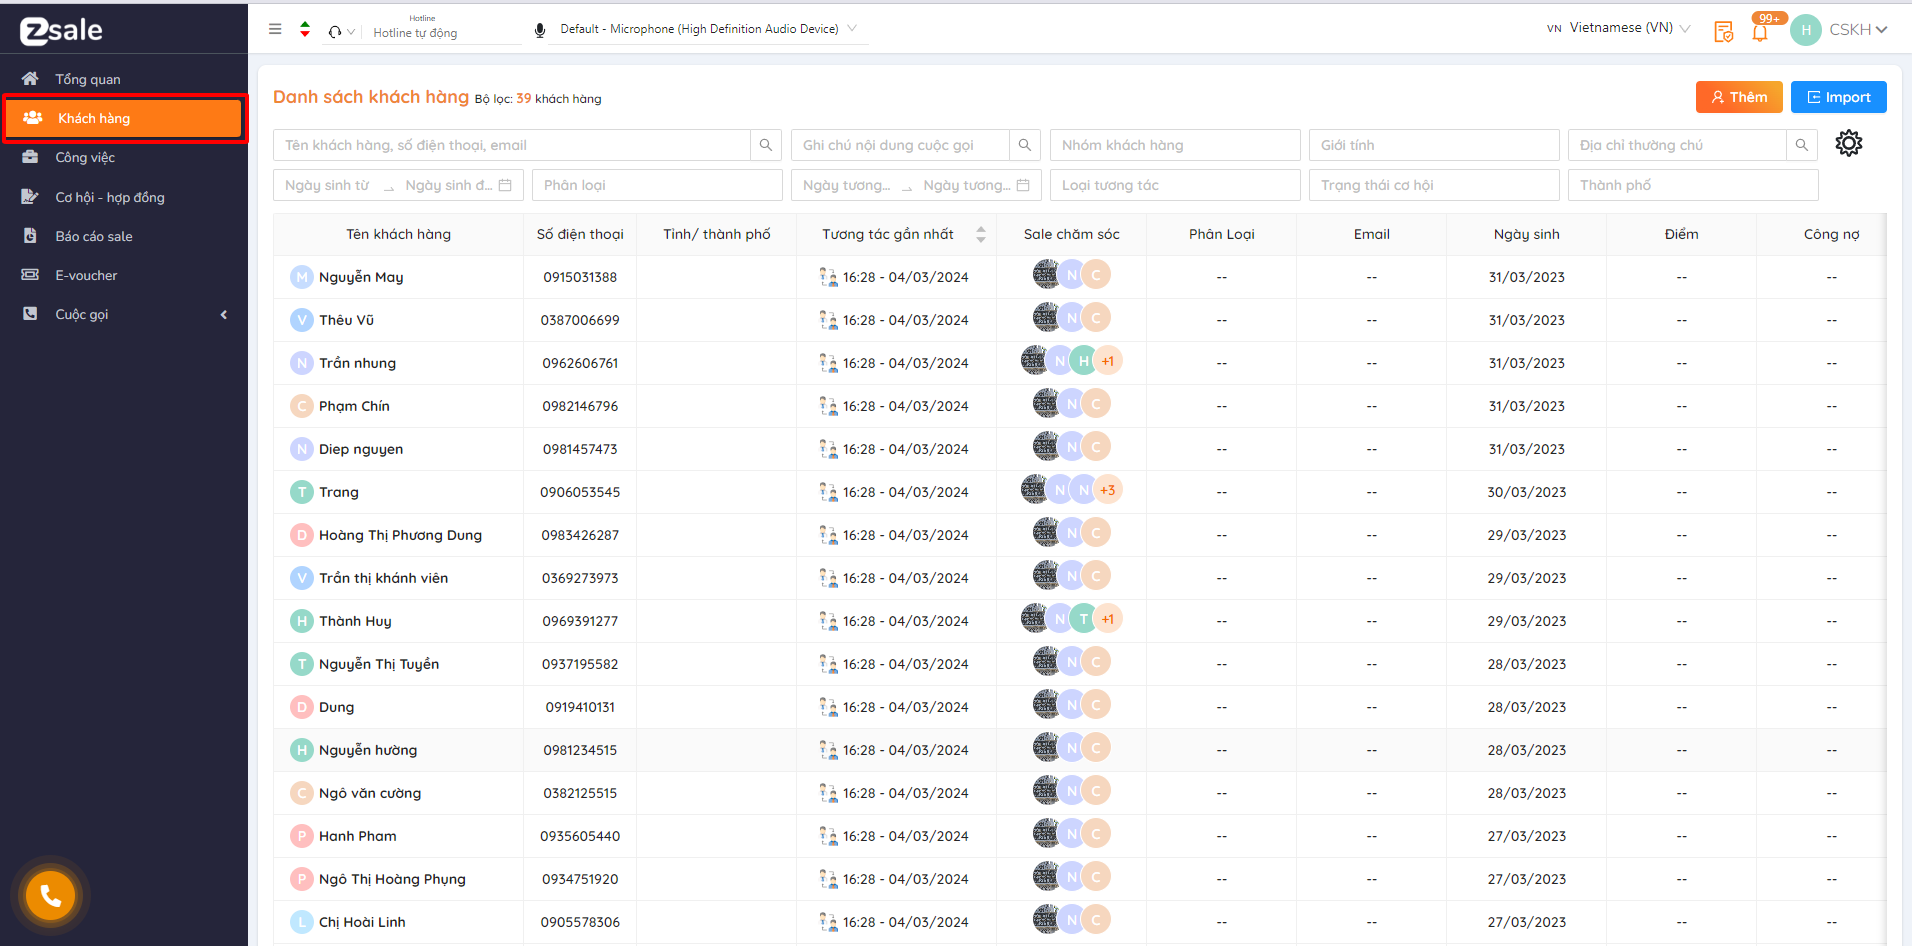 zsale
Hotline
Hotline tự động
Default - Microphone (High Definition Audio Device)
VN Vietnamese (VN)
99+
H CSKH
Tổng quan
Khách hàng
Công việc
Cơ hội - hợp đồng
Báo cáo sale
E-voucher
Cuộc gọi
Danh sách khách hàng Bộ lọc: 39 khách hàng
Thêm Import
Tên khách hàng, số điện thoại, email Ghi chú nội dung cuộc gọi Nhóm khách hàng Giới tính Địa chỉ thường chú
Ngày sinh từ Ngày sinh đ... Phân loại Ngày tương... Ngày tương... Loại tương tác Trạng thái cơ hội Thành phố
Tên khách hàng Số điện thoại Tỉnh/ thành phố Tương tác gần nhất Sale chăm sóc Phân Loại Email Ngày sinh Điểm Công nợ
M Nguyễn May 0915031388 16:28 - 04/03/2024 N C -- -- 31/03/2023 -- --
V Thêu Vũ 0387006699 16:28 - 04/03/2024 N C -- -- 31/03/2023 -- --
N Trần nhung 0962606761 16:28 - 04/03/2024 N H +1 -- -- 31/03/2023 -- --
C Phạm Chín 0982146796 16:28 - 04/03/2024 N C -- -- 31/03/2023 -- --
N Diep nguyen 0981457473 16:28 - 04/03/2024 N C -- -- 31/03/2023 -- --
T Trang 0906053545 16:28 - 04/03/2024 N N +3 -- -- 30/03/2023 -- --
D Hoàng Thị Phương Dung 0983426287 16:28 - 04/03/2024 N C -- -- 29/03/2023 -- --
V Trần thị khánh viên 0369273973 16:28 - 04/03/2024 N C -- -- 29/03/2023 -- --
H Thành Huy 0969391277 16:28 - 04/03/2024 N T +1 -- -- 29/03/2023 -- --
T Nguyễn Thị Tuyển 0937195582 16:28 - 04/03/2024 N C -- -- 28/03/2023 -- --
D Dung 0919410131 16:28 - 04/03/2024 N C -- -- 28/03/2023 -- --
H Nguyễn hường 0981234515 16:28 - 04/03/2024 N C -- -- 28/03/2023 -- --
C Ngô văn cường 0382125515 16:28 - 04/03/2024 N C -- -- 28/03/2023 -- --
P Hanh Pham 0935605440 16:28 - 04/03/2024 N C -- -- 27/03/2023 -- --
P Ngô Thị Hoàng Phụng 0934751920 16:28 - 04/03/2024 N C -- -- 27/03/2023 -- --
L Chị Hoài Linh 0905578306 16:28 - 04/03/2024 N C -- -- 27/03/2023 -- --